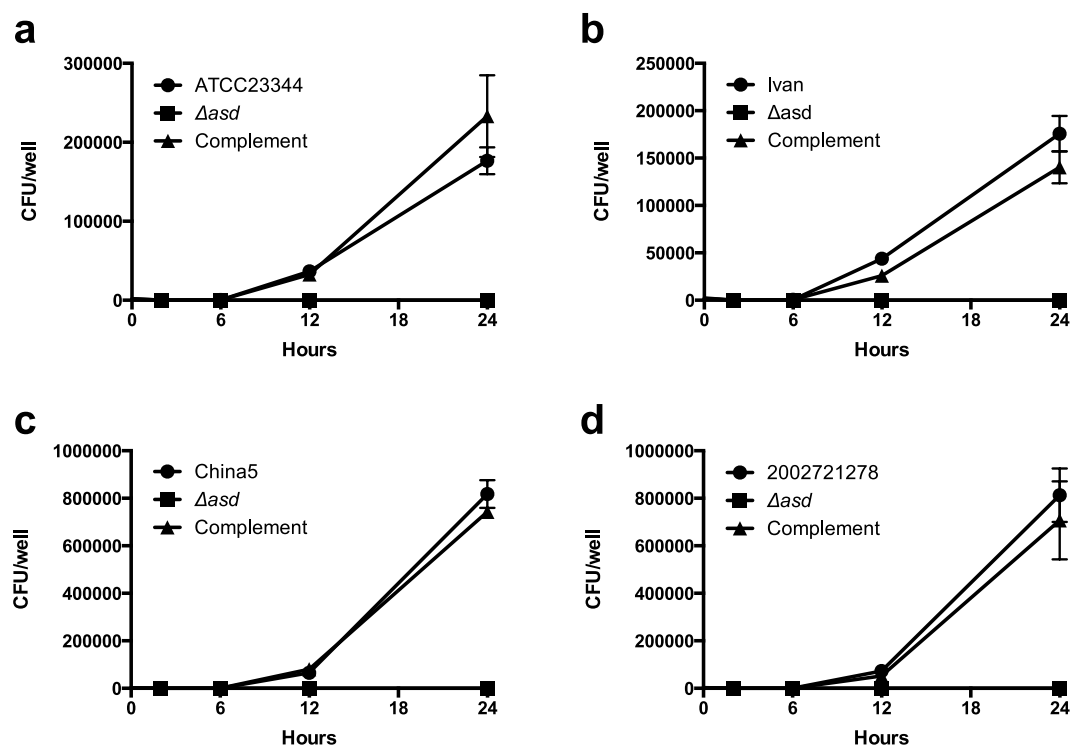 a
300000
200000
100000
0
CFU/well
ATCC23344
Δasd
Complement
0 6 12 18 24
Hours
b
250000
200000
150000
100000
50000
0
CFU/well
Ivan
Δasd
Complement
0 6 12 18 24
Hours
c
1000000
800000
600000
400000
200000
0
CFU/well
China5
Δasd
Complement
0 6 12 18 24
Hours
d
1000000
800000
600000
400000
200000
0
CFU/well
2002721278
Δasd
Complement
0 6 12 18 24
Hours